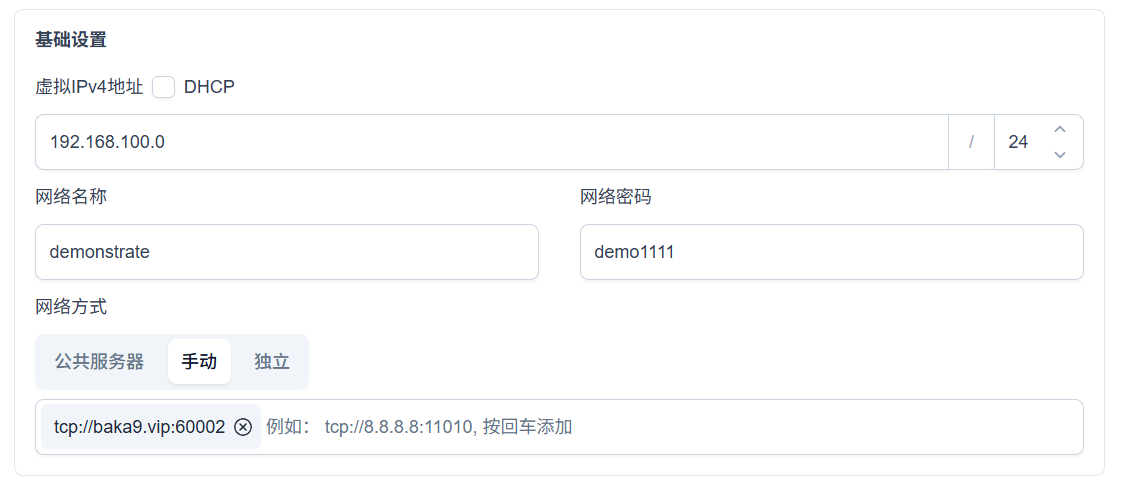 基础设置
虚拟IPv4地址 DHCP
192.168.100.0 / 24
网络名称 网络密码
demonstrate demo1111
网络方式
公共服务器 手动 独立
tcp://baka9.vip:60002 例如： tcp://8.8.8.8:11010, 按回车添加